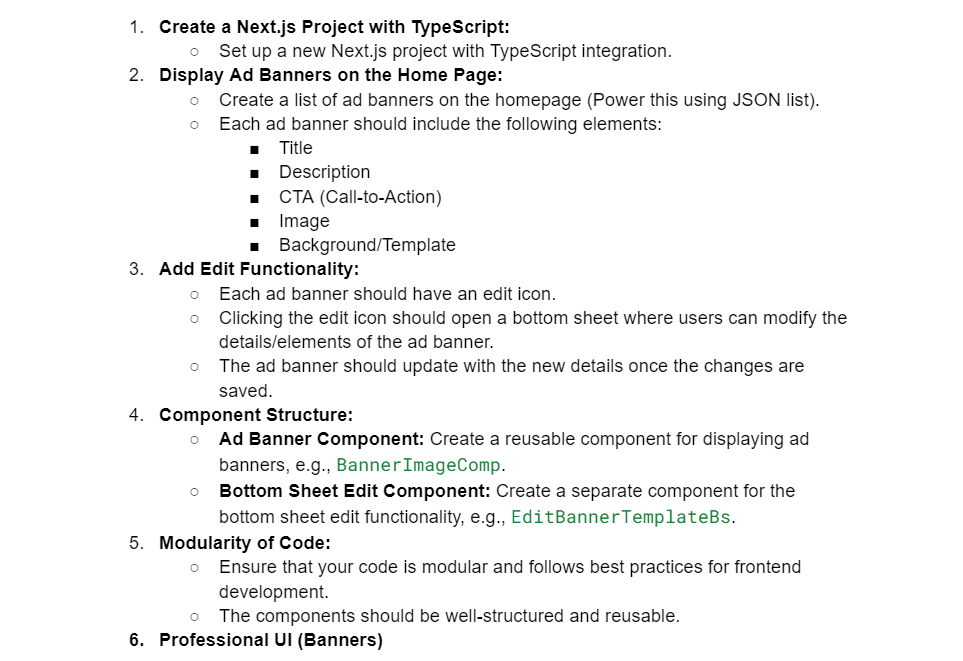 1. Create a Next.js Project with TypeScript:
○ Set up a new Next.js project with TypeScript integration.
2. Display Ad Banners on the Home Page:
○ Create a list of ad banners on the homepage (Power this using JSON list).
○ Each ad banner should include the following elements:
■ Title
■ Description
■ CTA (Call-to-Action)
■ Image
■ Background/Template
3. Add Edit Functionality:
○ Each ad banner should have an edit icon.
○ Clicking the edit icon should open a bottom sheet where users can modify the
details/elements of the ad banner.
○ The ad banner should update with the new details once the changes are
saved.
4. Component Structure:
○ Ad Banner Component: Create a reusable component for displaying ad
banners, e.g., BannerImageComp.
○ Bottom Sheet Edit Component: Create a separate component for the
bottom sheet edit functionality, e.g., EditBannerTemplateBs.
5. Modularity of Code:
○ Ensure that your code is modular and follows best practices for frontend
development.
○ The components should be well-structured and reusable.
6. Professional UI (Banners)